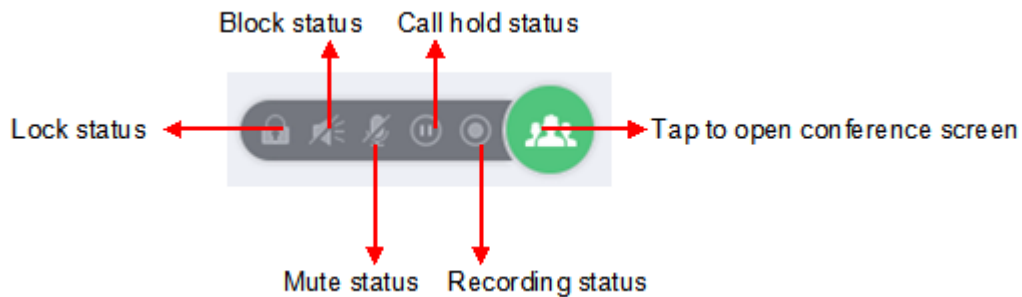 Block status
Call hold status
Lock status
Tap to open conference screen
Mute status
Recording status